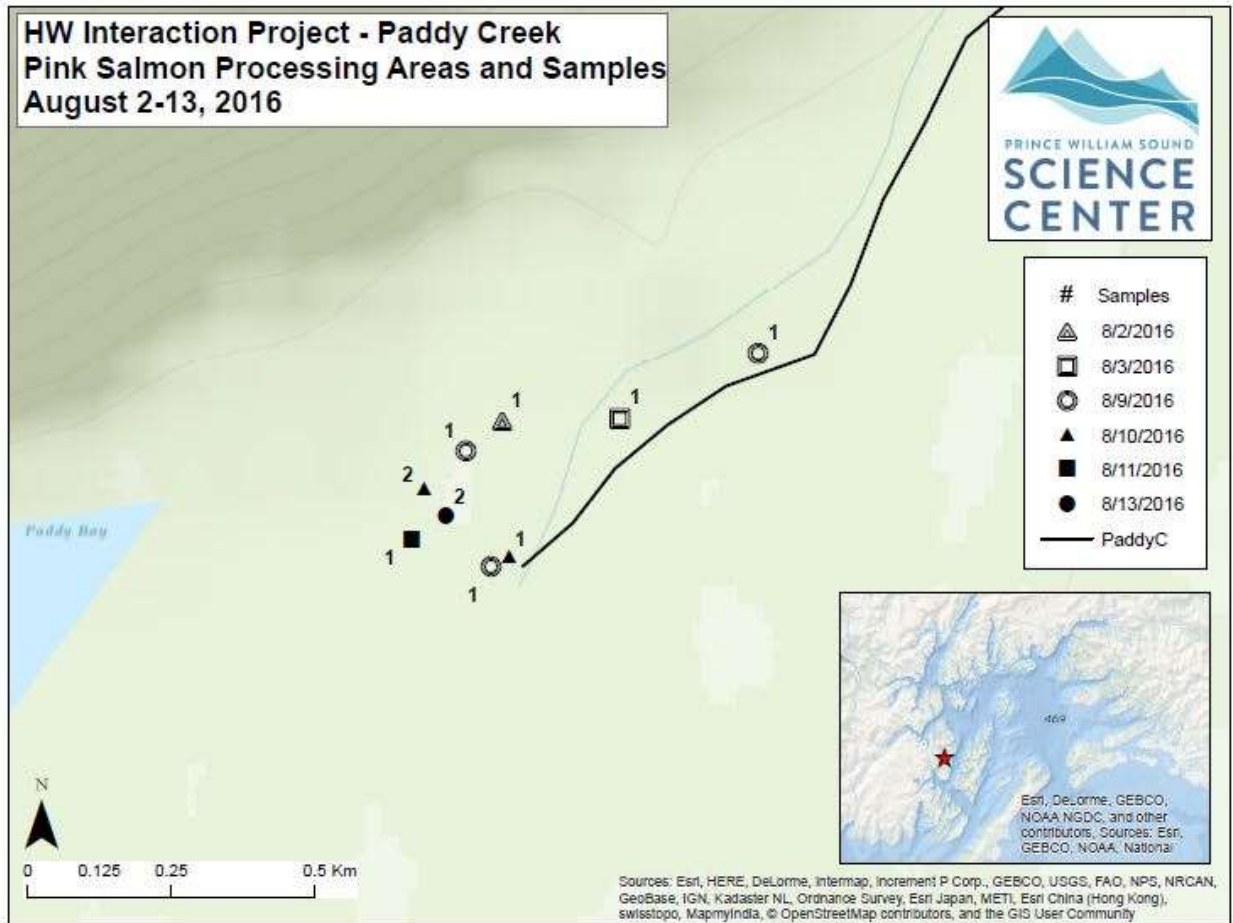 HW Interaction Project - Paddy Creek
Pink Salmon Processing Areas and Samples
August 2-13, 2016
PRINCE WILLIAM SOUND
SCIENCE
CENTER
# Samples
8/2/2016
8/3/2016
8/9/2016
8/10/2016
8/11/2016
8/13/2016
PaddyC
1
1
1
1
2
2
1
1
1
Paddy Bay
469
Esri, DeLorme, GEBCO,
NOAA NGDC, and other
contributors, Sources: Esri,
GEBCO, NOAA, National
N
0 0.125 0.25 0.5 Km
Sources: Esri, HERE, DeLorme, Intermap, Increment P Corp., GEBCO, USGS, FAO, NPS, NRCAN,
GeoBase, IGN, Kadaster NL, Ordnance Survey, Esri Japan, METI, Esri China (Hong Kong),
swisstopo, MapmyIndia, © OpenStreetMap contributors, and the GIS User Community